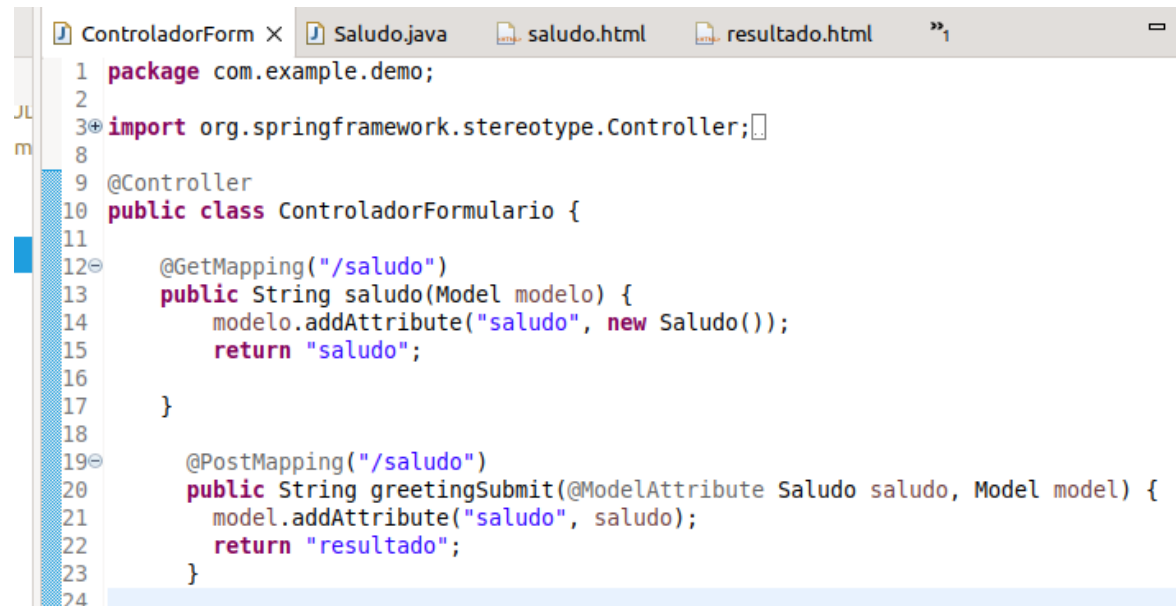 ControladorForm Saludo.java saludo.html resultado.html »1
1 package com.example.demo;
2
3 import org.springframework.stereotype.Controller;
8
9 @Controller
10 public class ControladorFormulario {
11
12 @GetMapping("/saludo")
13 public String saludo(Model modelo) {
14 modelo.addAttribute("saludo", new Saludo());
15 return "saludo";
16
17 }
18
19 @PostMapping("/saludo")
20 public String greetingSubmit(@ModelAttribute Saludo saludo, Model model) {
21 model.addAttribute("saludo", saludo);
22 return "resultado";
23 }
24